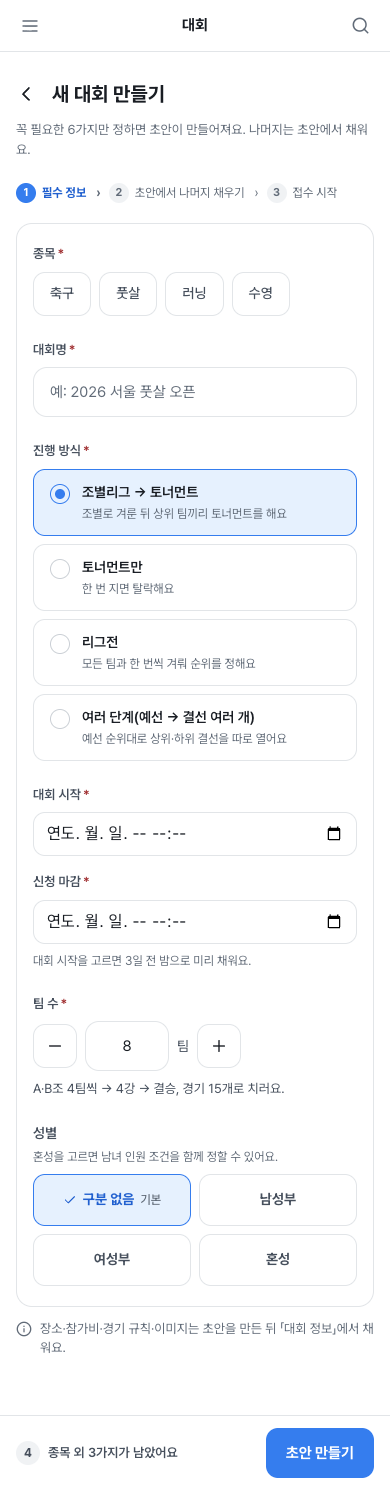 대회
새 대회 만들기
꼭 필요한 6가지만 정하면 초안이 만들어져요. 나머지는 초안에서 채워
요.
1 필수 정보 › 2 초안에서 나머지 채우기 › 3 접수 시작
종목 *
축구 풋살 러닝 수영
대회명 *
예: 2026 서울 풋살 오픈
진행 방식 *
조별리그 → 토너먼트
조별로 겨룬 뒤 상위 팀끼리 토너먼트를 해요
토너먼트만
한 번 지면 탈락해요
리그전
모든 팀과 한 번씩 겨뤄 순위를 정해요
여러 단계(예선 → 결선 여러 개)
예선 순위대로 상위·하위 결선을 따로 열어요
대회 시작 *
연도. 월. 일. -- --:--
신청 마감 *
연도. 월. 일. -- --:--
대회 시작을 고르면 3일 전 밤으로 미리 채워요.
팀 수 *
− 8 팀 +
A·B조 4팀씩 → 4강 → 결승, 경기 15개로 치러요.
성별
혼성을 고르면 남녀 인원 조건을 함께 정할 수 있어요.
✓ 구분 없음 기본 남성부
여성부 혼성
장소·참가비·경기 규칙·이미지는 초안을 만든 뒤 「대회 정보」에서 채
워요.
4 종목 외 3가지가 남았어요 초안 만들기